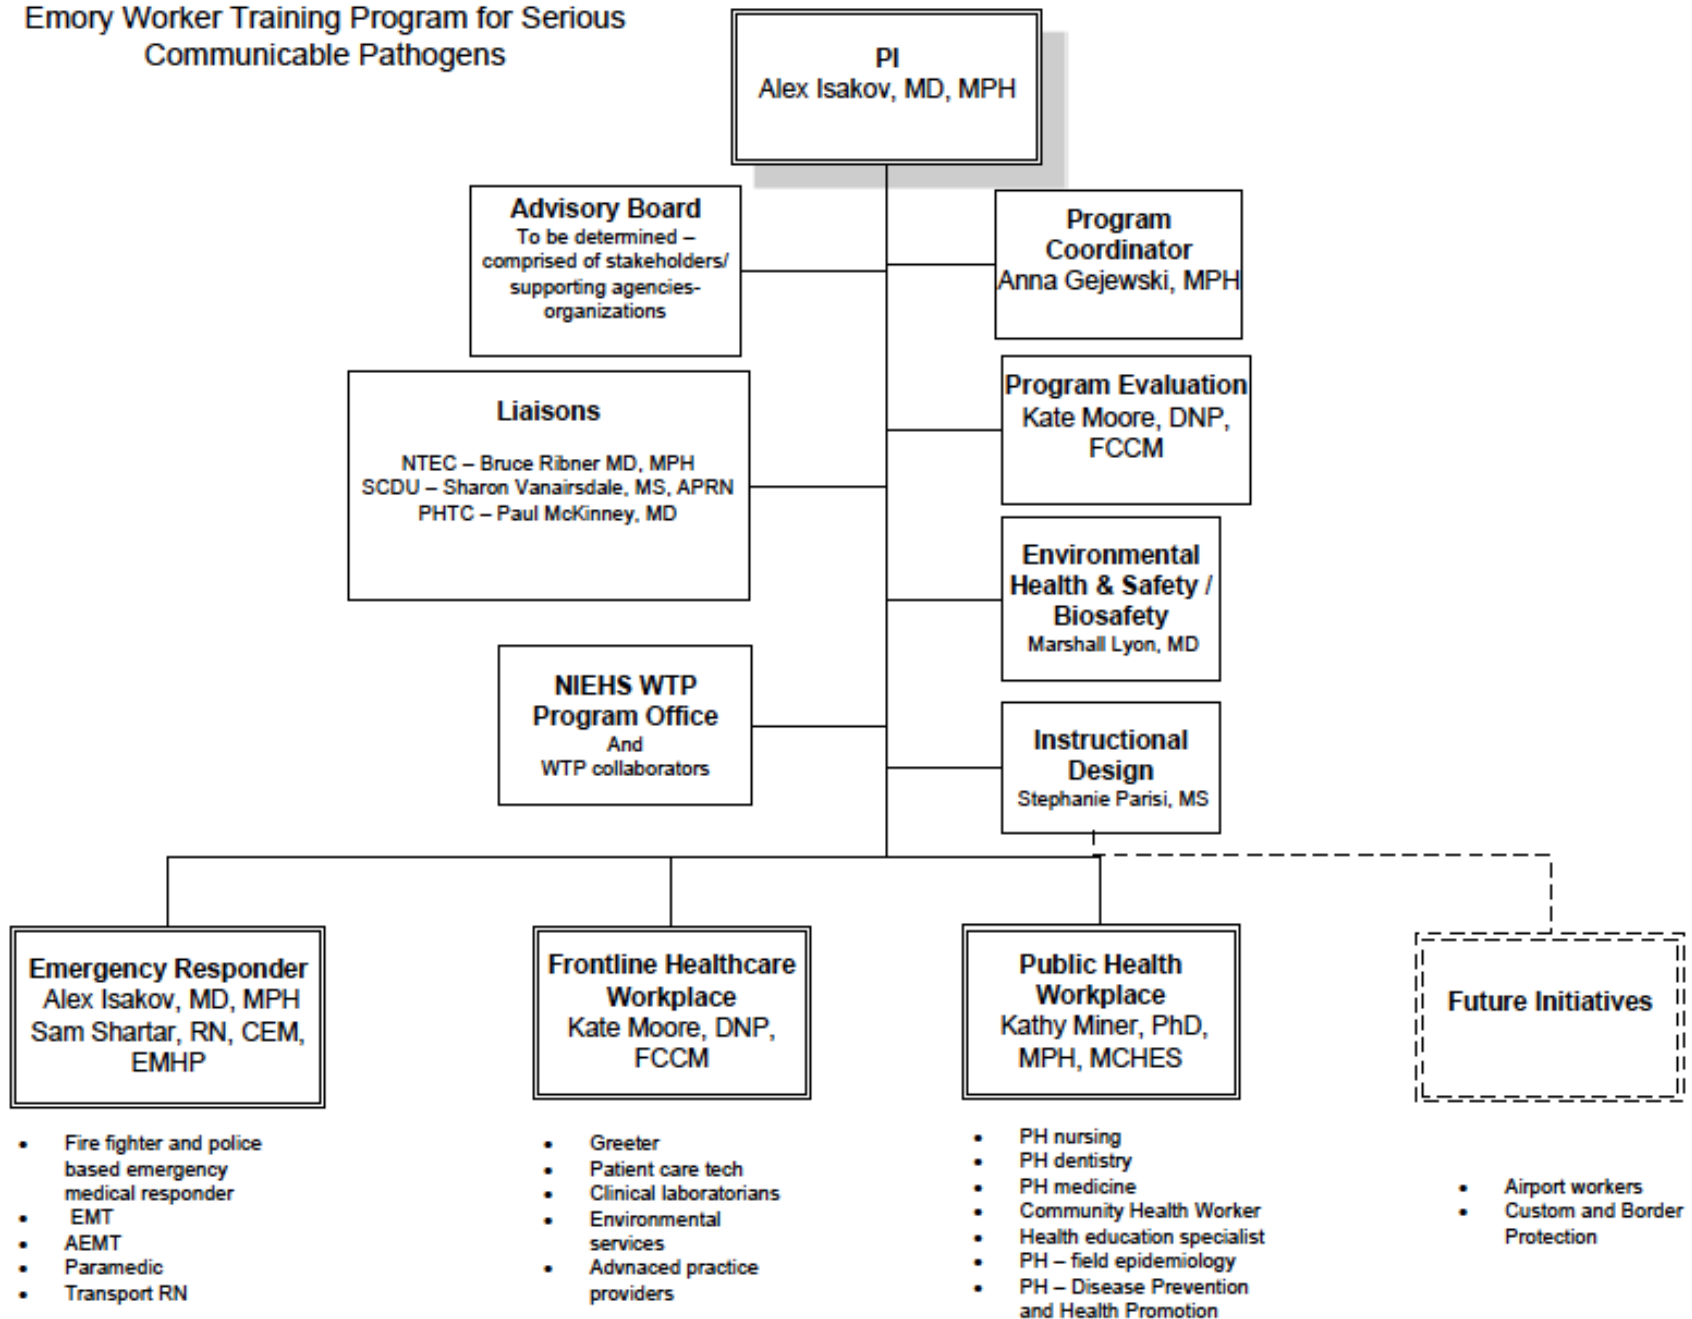 Emory Worker Training Program for Serious
Communicable Pathogens
PI
Alex Isakov, MD, MPH
Advisory Board
To be determined –
comprised of stakeholders/
supporting agencies-
organizations
Program
Coordinator
Anna Gejewski, MPH
Liaisons
NTEC – Bruce Ribner MD, MPH
SCDU – Sharon Vanairsdale, MS, APRN
PHTC – Paul McKinney, MD
Program Evaluation
Kate Moore, DNP,
FCCM
Environmental
Health & Safety /
Biosafety
Marshall Lyon, MD
NIEHS WTP
Program Office
And
WTP collaborators
Instructional
Design
Stephanie Parisi, MS
Emergency Responder
Alex Isakov, MD, MPH
Sam Shartar, RN, CEM,
EMHP
• Fire fighter and police
based emergency
medical responder
• EMT
• AEMT
• Paramedic
• Transport RN
Frontline Healthcare
Workplace
Kate Moore, DNP,
FCCM
• Greeter
• Patient care tech
• Clinical laboratorians
• Environmental
services
• Advnaced practice
providers
Public Health
Workplace
Kathy Miner, PhD,
MPH, MCHES
• PH nursing
• PH dentistry
• PH medicine
• Community Health Worker
• Health education specialist
• PH – field epidemiology
• PH – Disease Prevention
and Health Promotion
Future Initiatives
• Airport workers
• Custom and Border
Protection